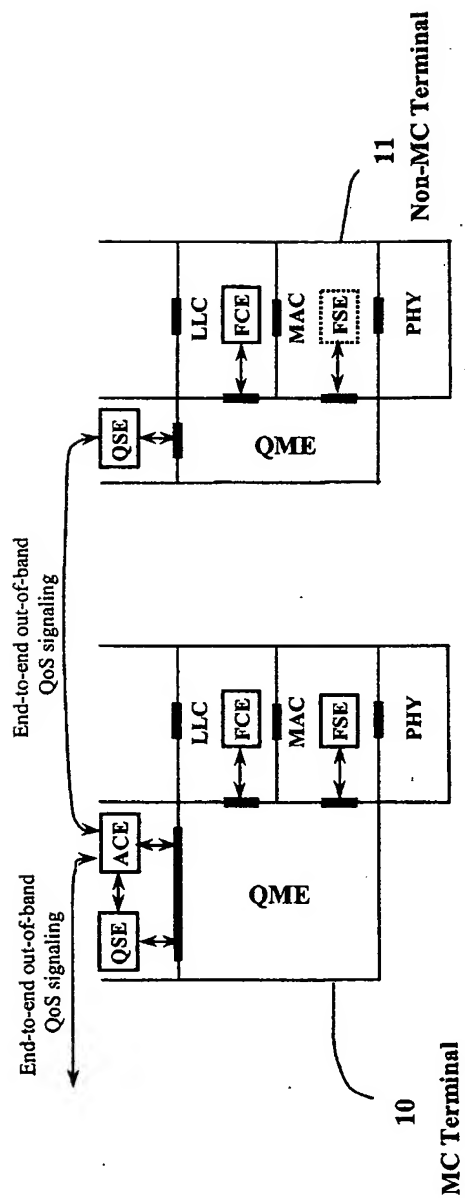 End-to-end out-of-band
QoS signaling
End-to-end out-of-band
QoS signaling
QSE
ACE
QSE
LLC
LLC
FCE
FCE
QME
QME
MAC
MAC
FSE
FSE
PHY
PHY
10
MC Terminal
11
Non-MC Terminal